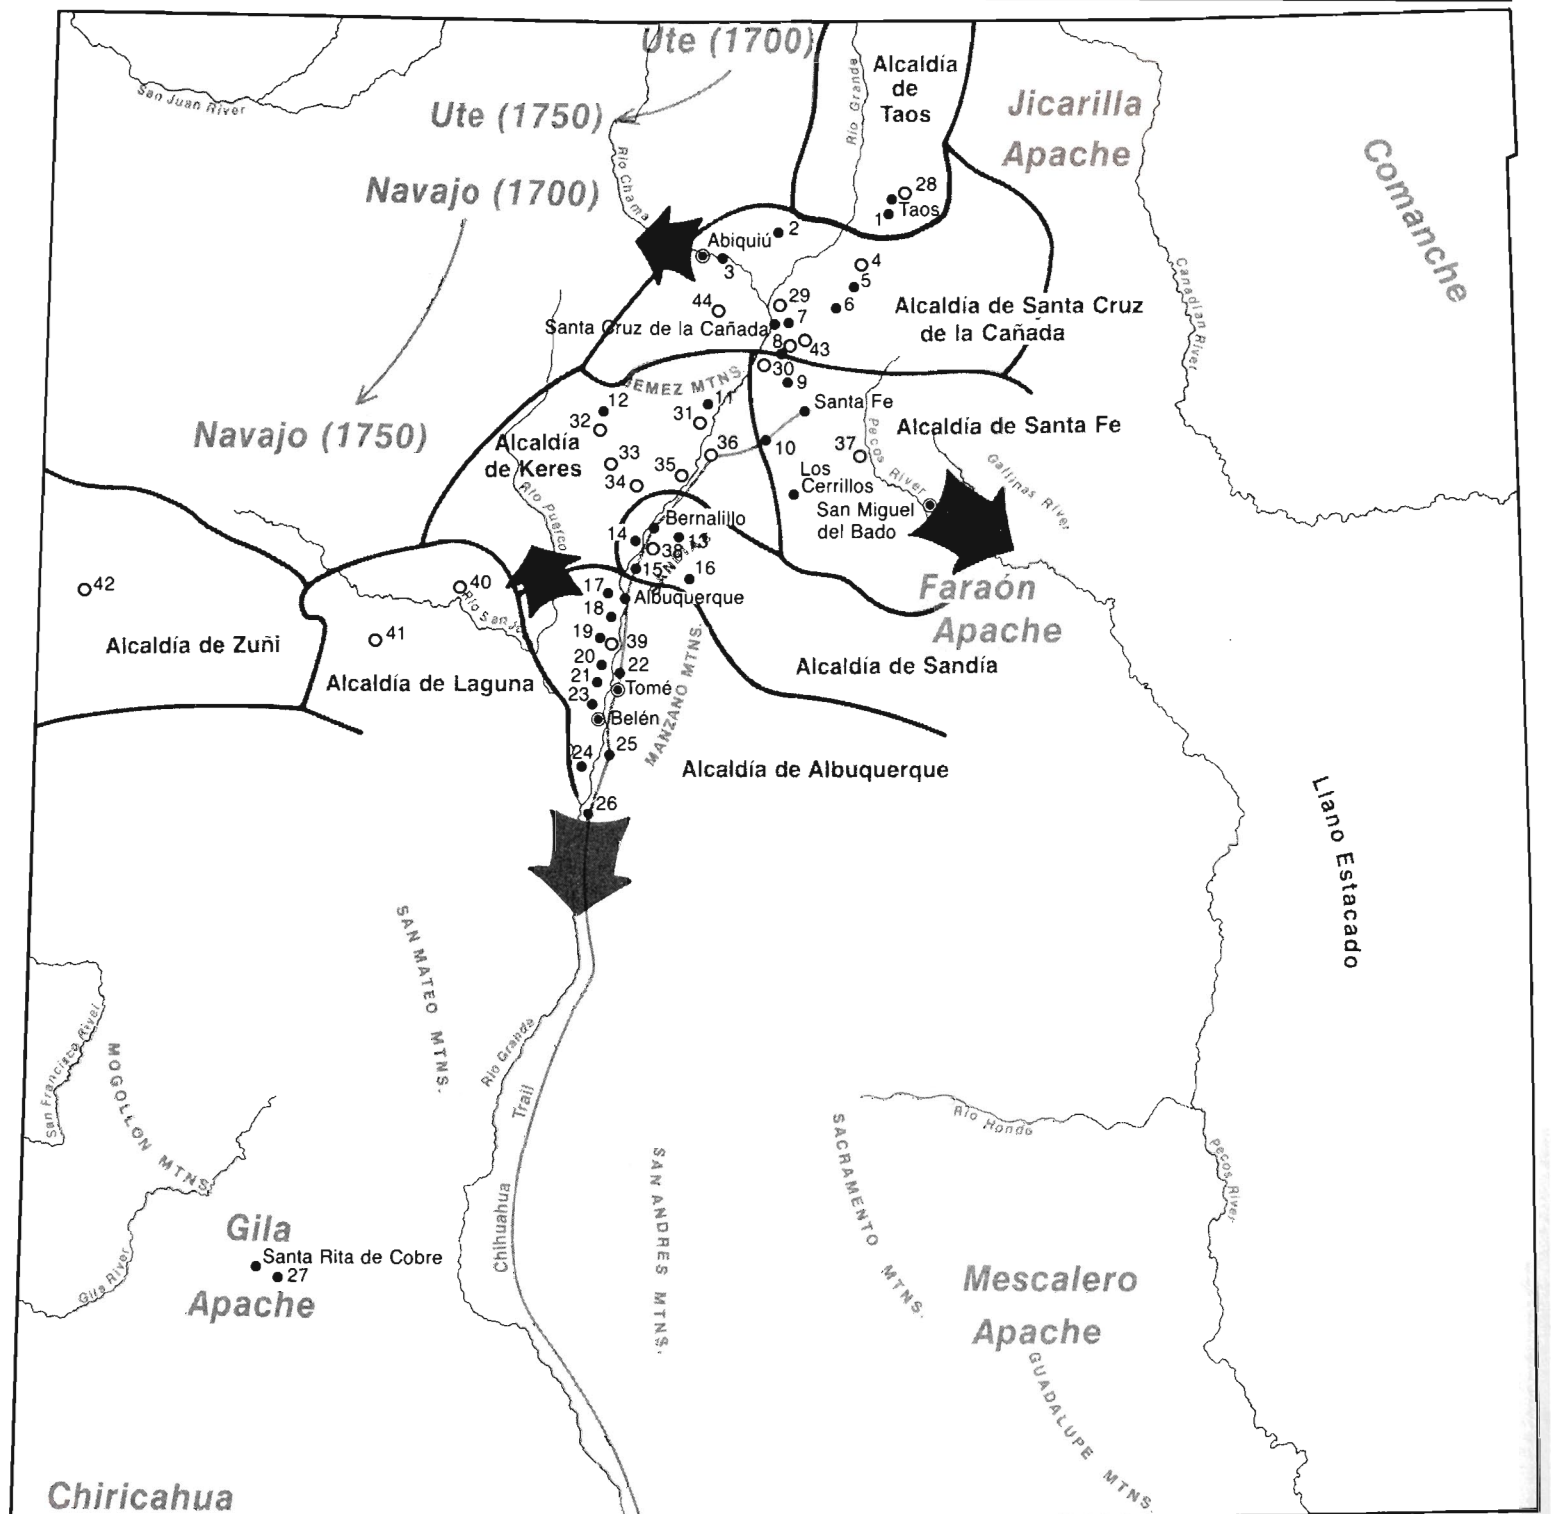 Ute (1700)
San Juan River
Ute (1750)
Navajo (1700)
Navajo (1750)
Río Chama
Río Grande
Alcaldía
de
Taos
Jicarilla
Apache
Comanche
Canadian River
28
1
Taos
2
Abiquiú
3
4
5
6
29
7
44
Santa Cruz de la Cañada
8
43
Alcaldía de Santa Cruz
de la Cañada
30
9
JEMEZ MTNS.
12
11
32
31
Santa Fe
Alcaldía de Santa Fe
Alcaldía
de Keres
36
10
37
33
35
34
Los
Cerrillos
San Miguel
del Bado
Pecos River
Gallinas River
Río Puerco
Bernalillo
14
13
38
15
16
SANDIAS
17
Albuquerque
18
19
39
20
22
21
Tomé
23
Belén
24
25
26
42
40
41
Río San J
Alcaldía de Zuñi
Alcaldía de Laguna
MANZANO MTNS.
Alcaldía de Sandía
Alcaldía de Albuquerque
Faraón
Apache
Llano Estacado
SAN MATEO MTNS.
San Francisco River
MOGOLLON MTNS.
Río Grande
Chihuahua Trail
Río Hondo
Pecos River
SAN ANDRES MTNS.
SACRAMENTO MTNS.
Gila
Santa Rita de Cobre
27
Apache
Gila River
Mescalero
Apache
GUADALUPE MTNS.
Chiricahua